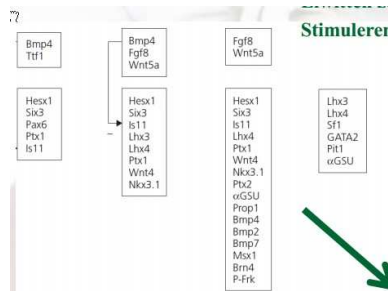 Stimuleren
Bmp4
Ttf1
Bmp4
Fgf8
Wnt5a
Fgf8
Wnt5a
Hesx1
Six3
Pax6
Ptx1
Is11
Hesx1
Six3
Is11
Lhx3
Lhx4
Ptx1
Wnt4
Nkx3.1
–
Hesx1
Six3
Is11
Lhx4
Ptx1
Wnt4
Nkx3.1
Ptx2
αGSU
Prop1
Bmp4
Bmp2
Bmp7
Msx1
Brn4
P-Frk
Lhx3
Lhx4
Sf1
GATA2
Pit1
αGSU